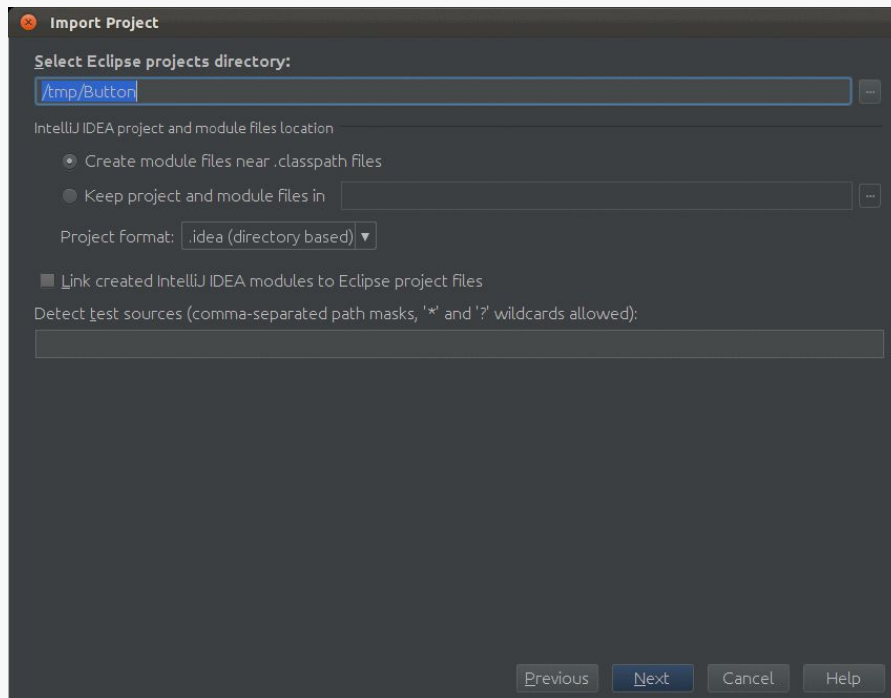 Import Project
Select Eclipse projects directory:
/tmp/Button
...
IntelliJ IDEA project and module files location
Create module files near .classpath files
Keep project and module files in
...
Project format: .idea (directory based)
Link created IntelliJ IDEA modules to Eclipse project files
Detect test sources (comma-separated path masks, '*' and '?' wildcards allowed):
Previous Next Cancel Help